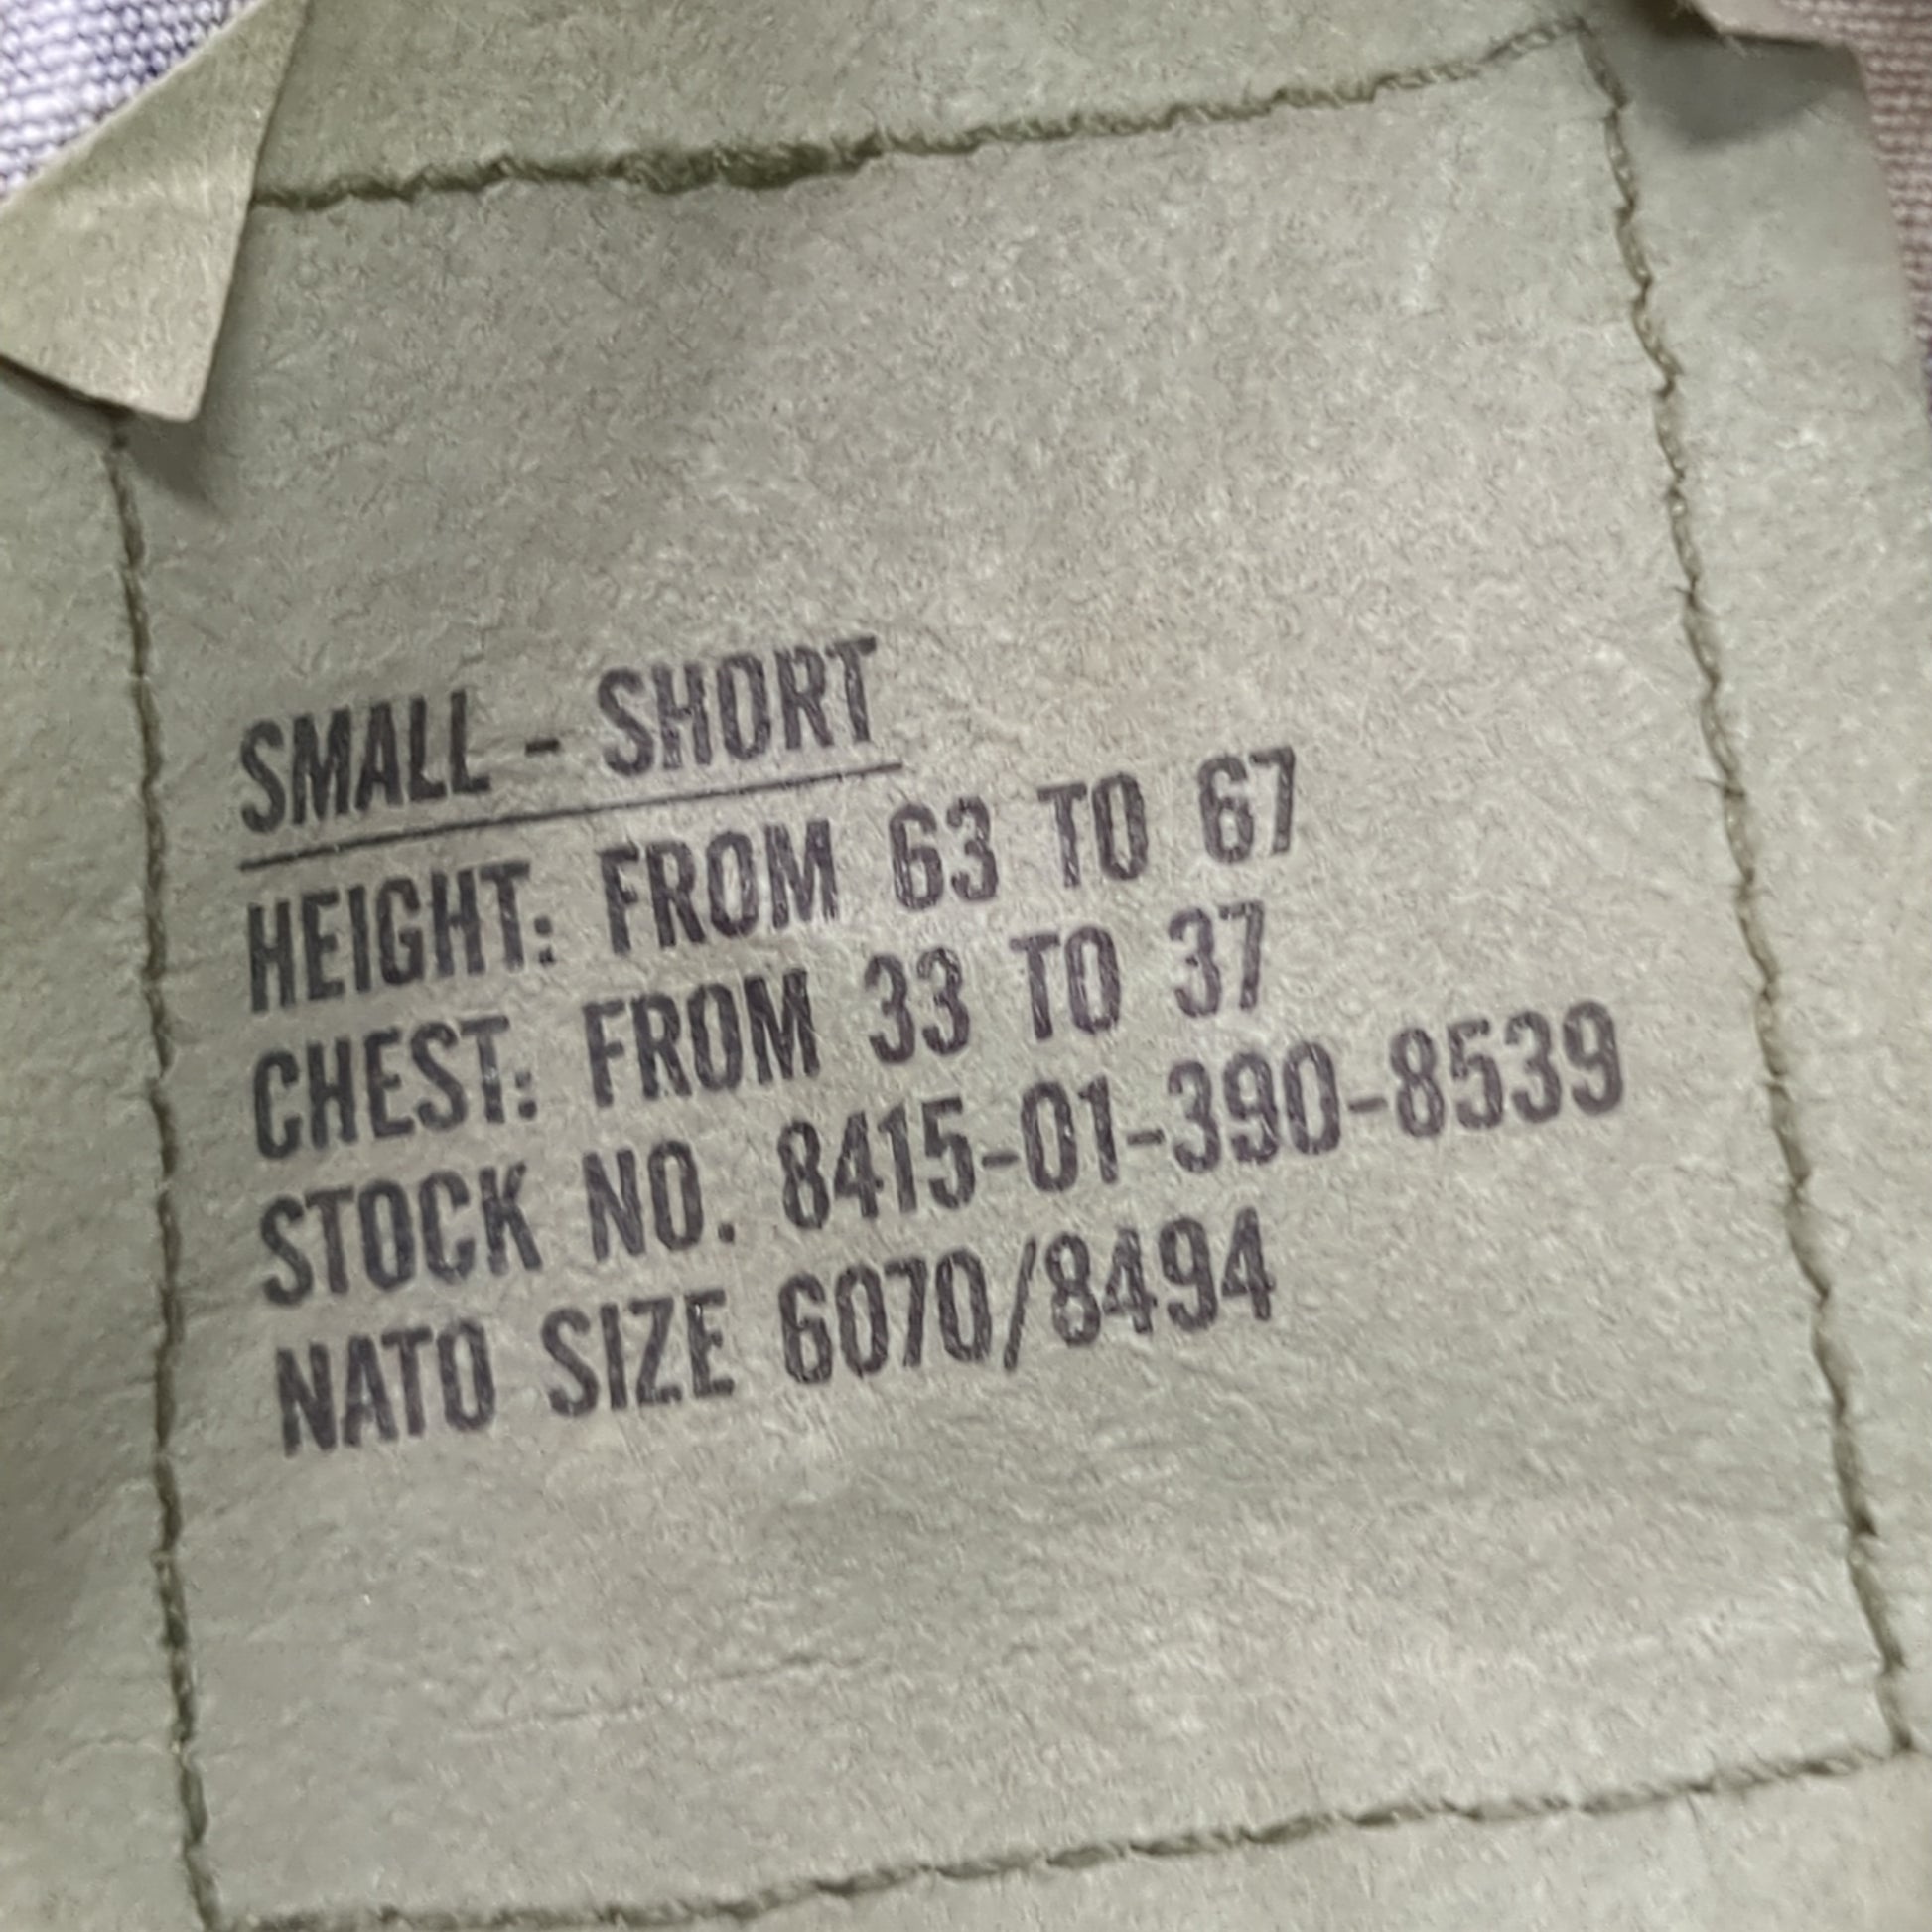 SMALL - SHORT
HEIGHT: FROM 63 TO 67
CHEST: FROM 33 TO 37
STOCK NO. 8415-01-390-8539
NATO SIZE 6070/8494